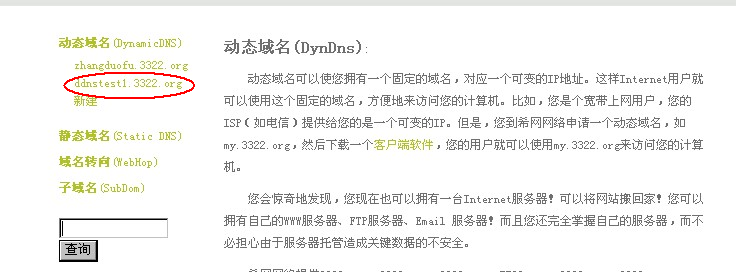 动态域名(DynamicDNS)
zhangduofu.3322.org
ddnstest1.3322.org
新建
静态域名(Static DNS)
域名转向(WebHop)
子域名(SubDom)
查询
动态域名(DynDns):
动态域名可以使您拥有一个固定的域名，对应一个可变的IP地址。这样Internet用户就
可以使用这个固定的域名，方便地来访问您的计算机。比如，您是个宽带上网用户，您的
ISP（如电信）提供给您的是一个可变的IP。但是，您到希网网络申请一个动态域名，如
my.3322.org，然后下载一个客户端软件，您的用户就可以使用my.3322.org来访问您的计算
机。
您会惊奇地发现，您现在也可以拥有一台Internet服务器！可以将网站搬回家！您可以
拥有自己的WWW服务器、FTP服务器、Email 服务器！而且您还完全掌握自己的服务器，而不
必担心由于服务器托管造成关键数据的不安全。